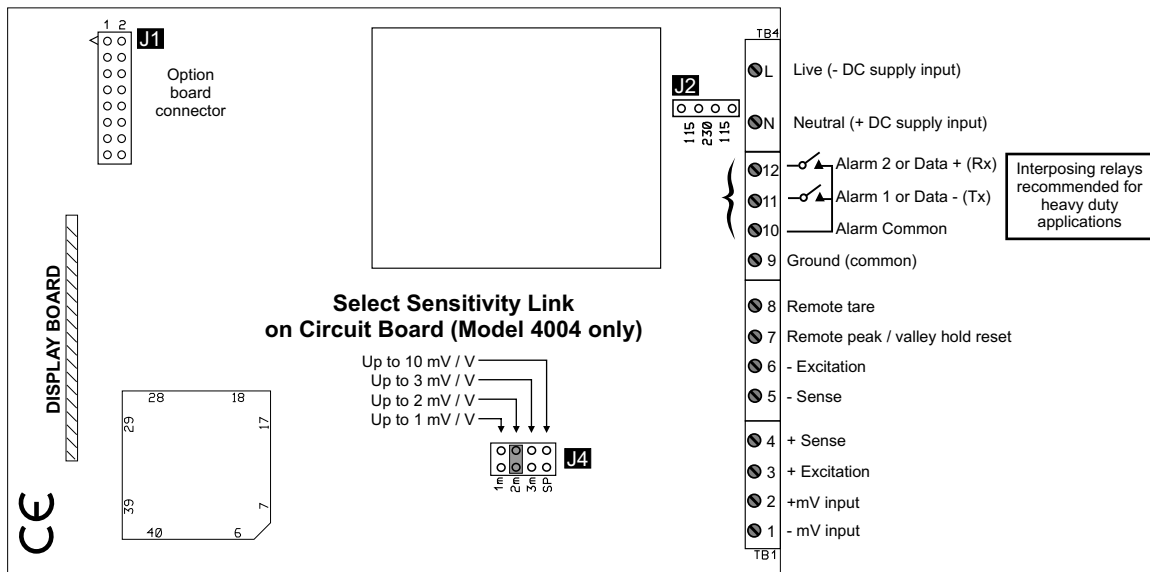 1 2
J1
Option
board
connector
DISPLAY BOARD
CE
28 18
29
17
39
7
40 6
Select Sensitivity Link
on Circuit Board (Model 4004 only)
Up to 10 mV / V
Up to 3 mV / V
Up to 2 mV / V
Up to 1 mV / V
J4
1m
2m
3m
SP
J2
115
230
115
TB4
L Live (- DC supply input)
N Neutral (+ DC supply input)
12 Alarm 2 or Data + (Rx)
11 Alarm 1 or Data - (Tx)
10 Alarm Common
9 Ground (common)
8 Remote tare
7 Remote peak / valley hold reset
6 - Excitation
5 - Sense
4 + Sense
3 + Excitation
2 +mV input
1 - mV input
TB1
Interposing relays
recommended for
heavy duty
applications